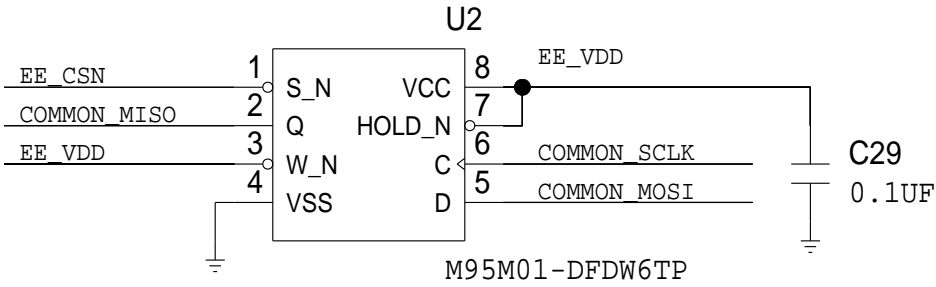 U2
EE_CSN 1 S_N VCC 8 EE_VDD
COMMON_MISO 2 Q HOLD_N 7
EE_VDD 3 W_N C 6 COMMON_SCLK C29
4 VSS D 5 COMMON_MOSI 0.1UF
M95M01-DFDW6TP